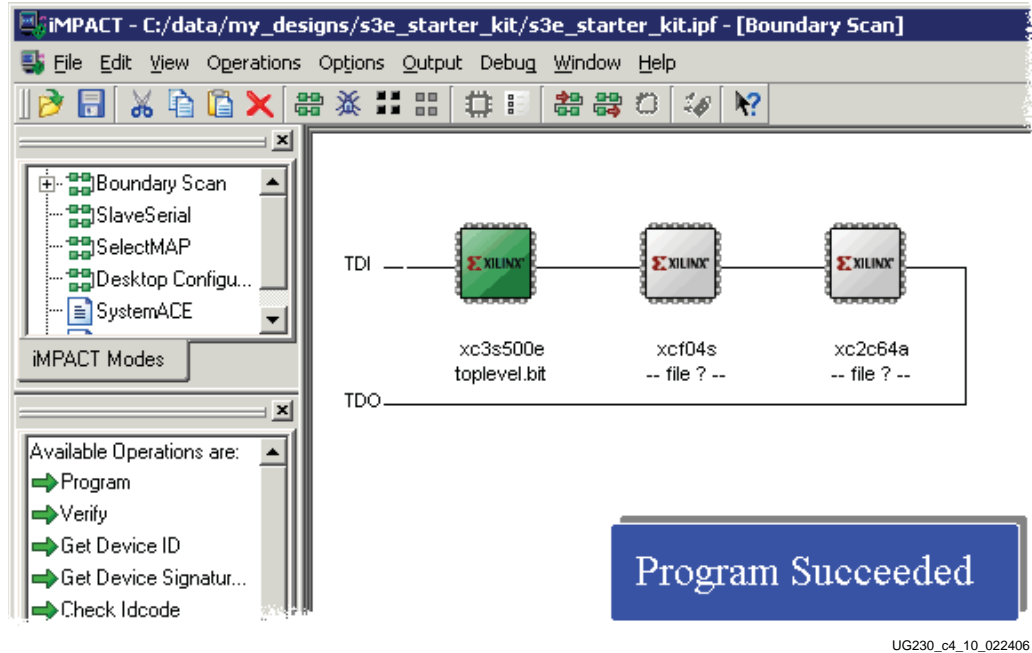 iMPACT - C:/data/my_designs/s3e_starter_kit/s3e_starter_kit.ipf - [Boundary Scan]
File Edit View Operations Options Output Debug Window Help
Boundary Scan
SlaveSerial
SelectMAP
Desktop Configu...
SystemACE
iMPACT Modes
Available Operations are:
Program
Verify
Get Device ID
Get Device Signatur...
Check Idcode
TDI
XILINX XILINX XILINX
xc3s500e xcf04s xc2c64a
toplevel.bit -- file ? -- -- file ? --
TDO
Program Succeeded
UG230_c4_10_022406